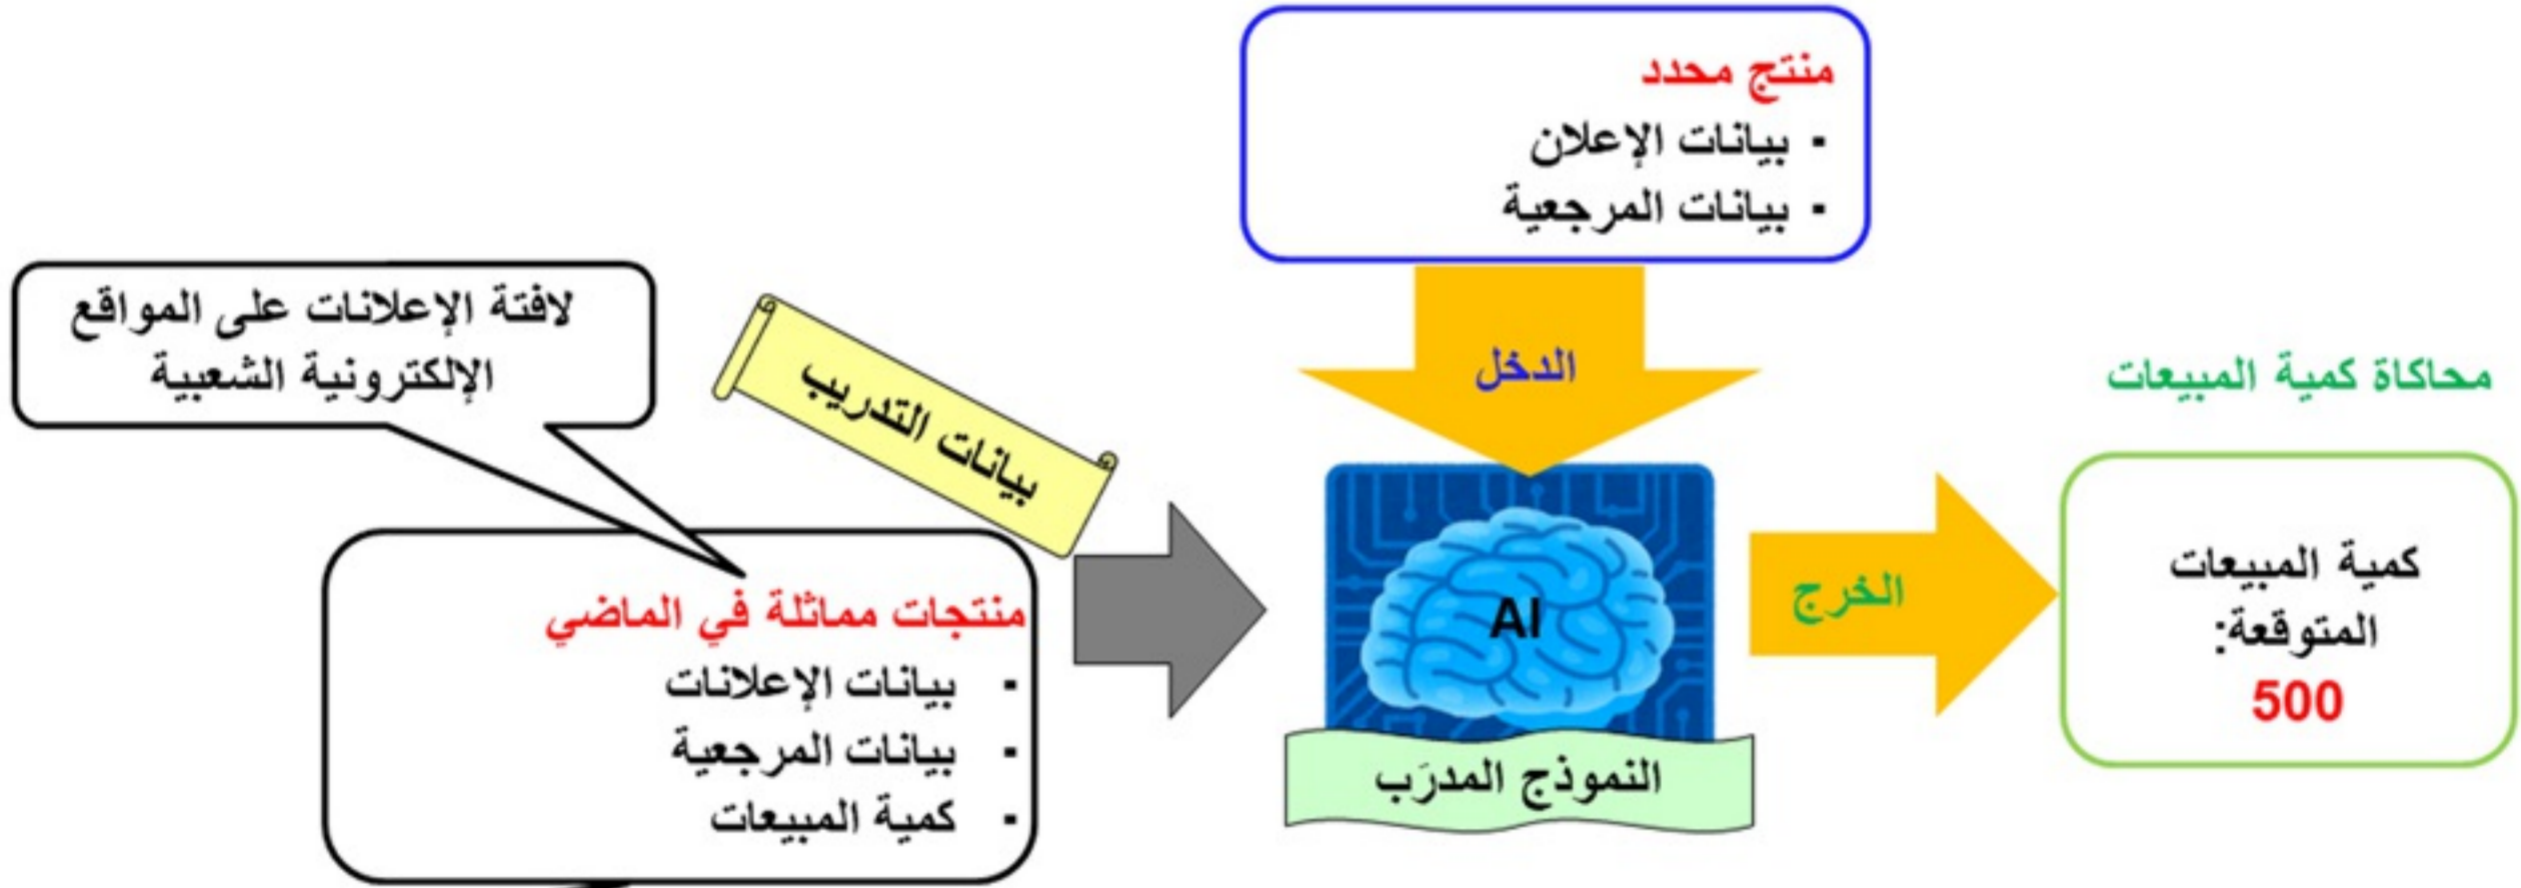 منتج محدد
- بيانات الإعلان
- بيانات المرجعية
لافتة الإعلانات على المواقع
الإلكترونية الشعبية
بيانات التدريب
الدخل
محاكاة كمية المبيعات
منتجات مماثلة في الماضي
- بيانات الإعلانات
- بيانات المرجعية
- كمية المبيعات
AI
النموذج المدرَب
الخرج
كمية المبيعات
المتوقعة:
500